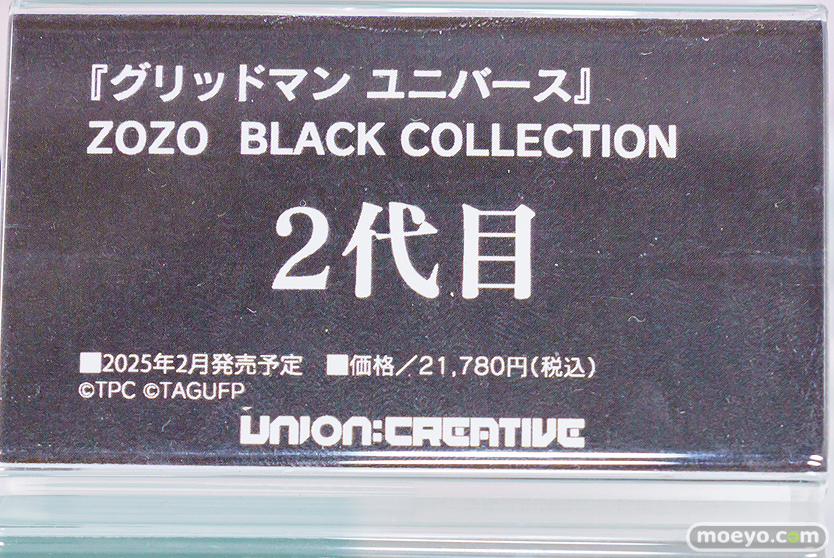 『グリッドマン ユニバース』
ZOZO BLACK COLLECTION
2代目
■2025年2月発売予定 ■価格/21,780円(税込)
©TPC ©TAGUFP
UNION:CREATIVE
moeyo.com